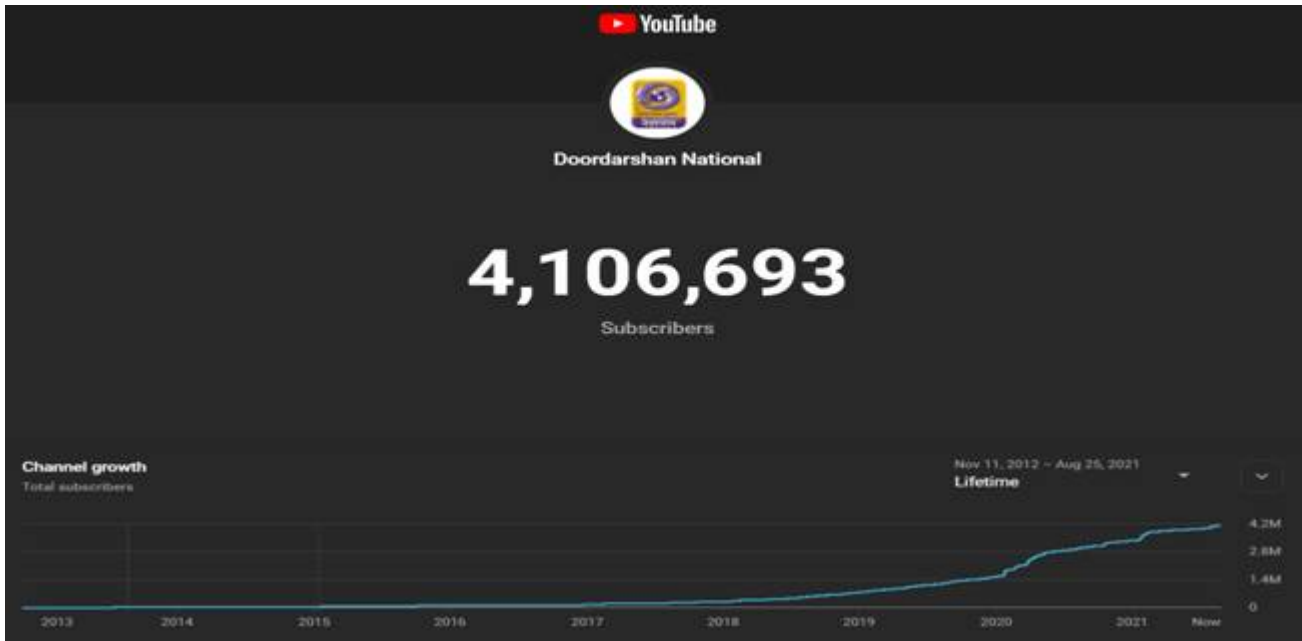 YouTube
Doordarshan National
4,106,693
Subscribers
Channel growth
Total subscribers
Nov 11, 2012 – Aug 25, 2021
Lifetime
4.2M
2.8M
1.4M
0
2013 2014 2015 2016 2017 2018 2019 2020 2021 Now